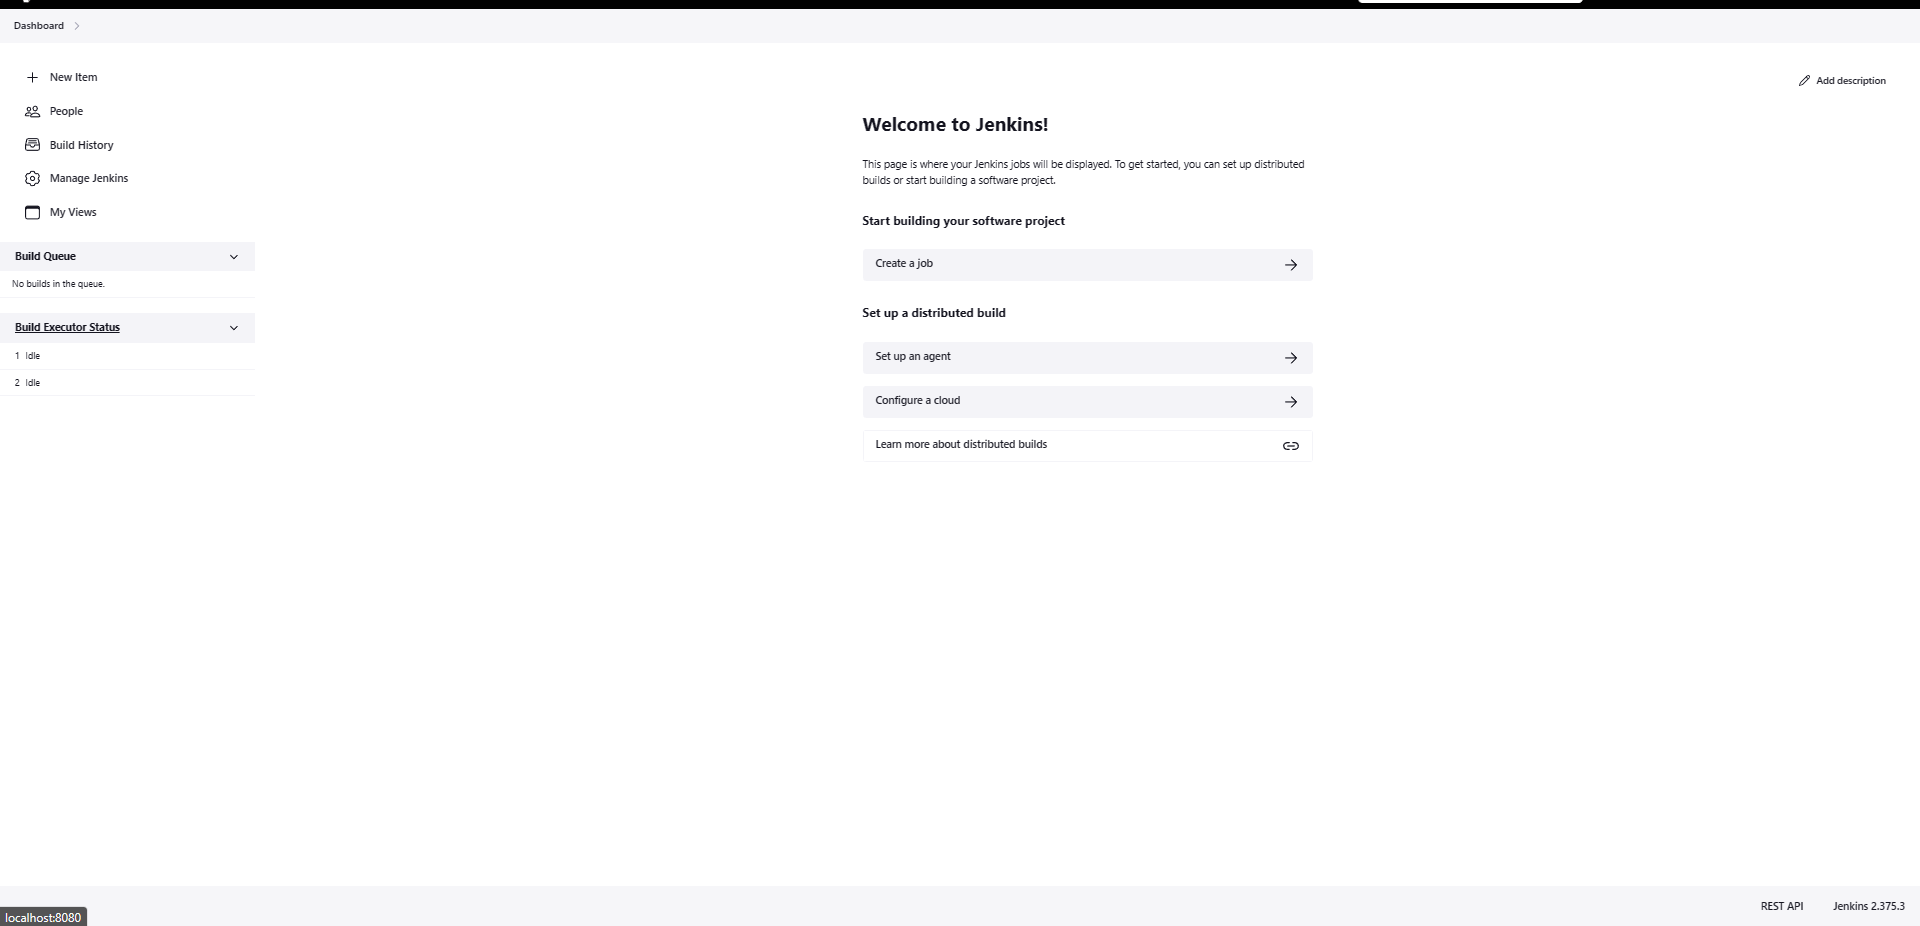 Dashboard
New Item
People
Build History
Manage Jenkins
My Views
Build Queue
No builds in the queue.
Build Executor Status
1 Idle
2 Idle
Add description
Welcome to Jenkins!
This page is where your Jenkins jobs will be displayed. To get started, you can set up distributed
builds or start building a software project.
Start building your software project
Create a job
Set up a distributed build
Set up an agent
Configure a cloud
Learn more about distributed builds
REST API
Jenkins 2.375.3
localhost:8080